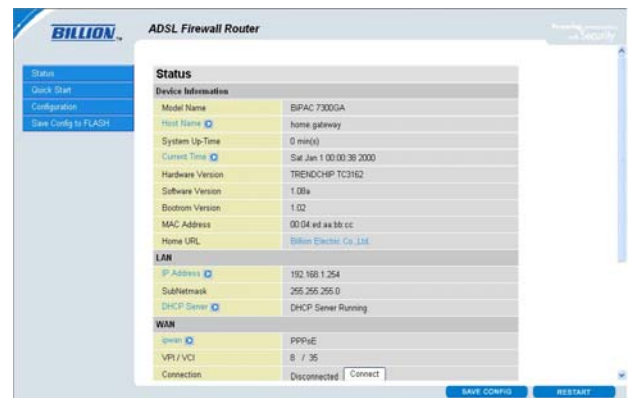 BILLION
ADSL Firewall Router
Powering
with Security
Status
Quick Start
Configuration
Save Config to FLASH
Status
Device Information
Model Name BiPAC 7300GA
Host Name home gateway
System Up-Time 0 min(s)
Current Time Sat Jan 1 00:00:38 2000
Hardware Version TRENDCHIP TC3162
Software Version 1.08a
Bootrom Version 1.02
MAC Address 00:04:ed:aa:bb:cc
Home URL Billion Electric Co.,Ltd.
LAN
IP Address 192.168.1.254
SubNetmask 255.255.255.0
DHCP Server DHCP Server Running
WAN
ipwan PPPoE
VPI / VCI 8 / 35
Connection Disconnected Connect
SAVE CONFIG RESTART